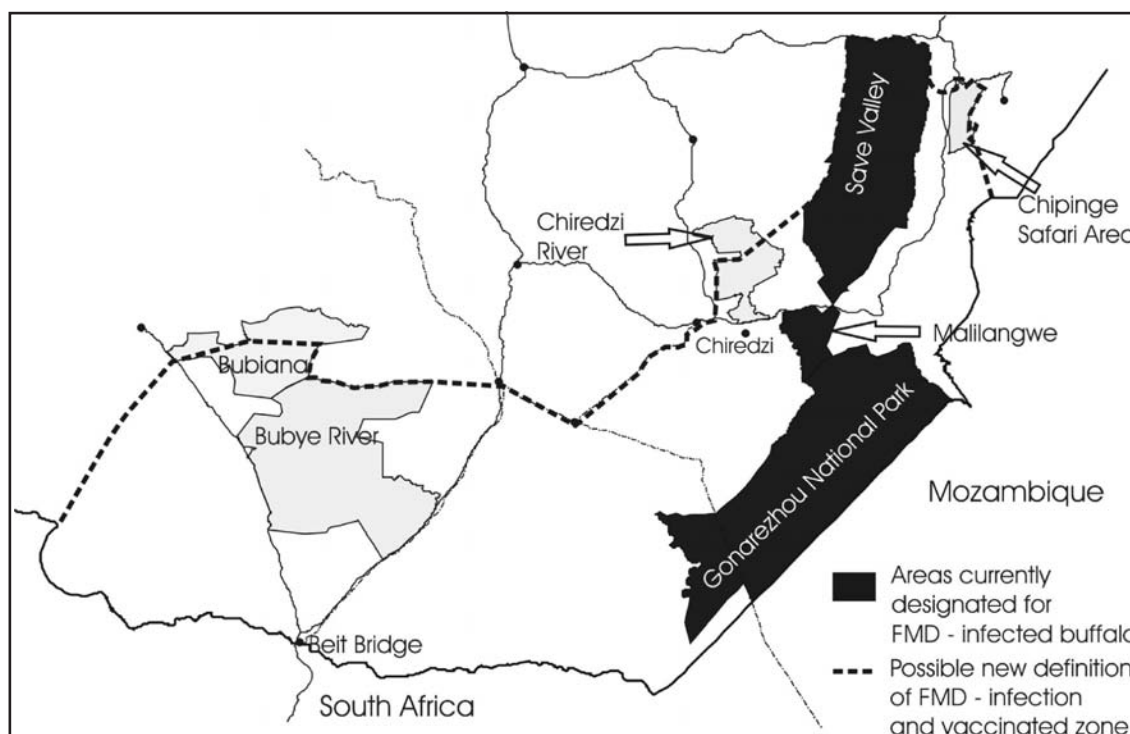 Save Valley
Chiredzi
River
Chipinge
Safari Area
Malilangwe
Chiredzi
Bubiana
Bubye River
Gonarezhou National Park
Mozambique
Beit Bridge
South Africa
Areas currently
designated for
FMD - infected buffalo
Possible new definition
of FMD - infection
and vaccinated zone